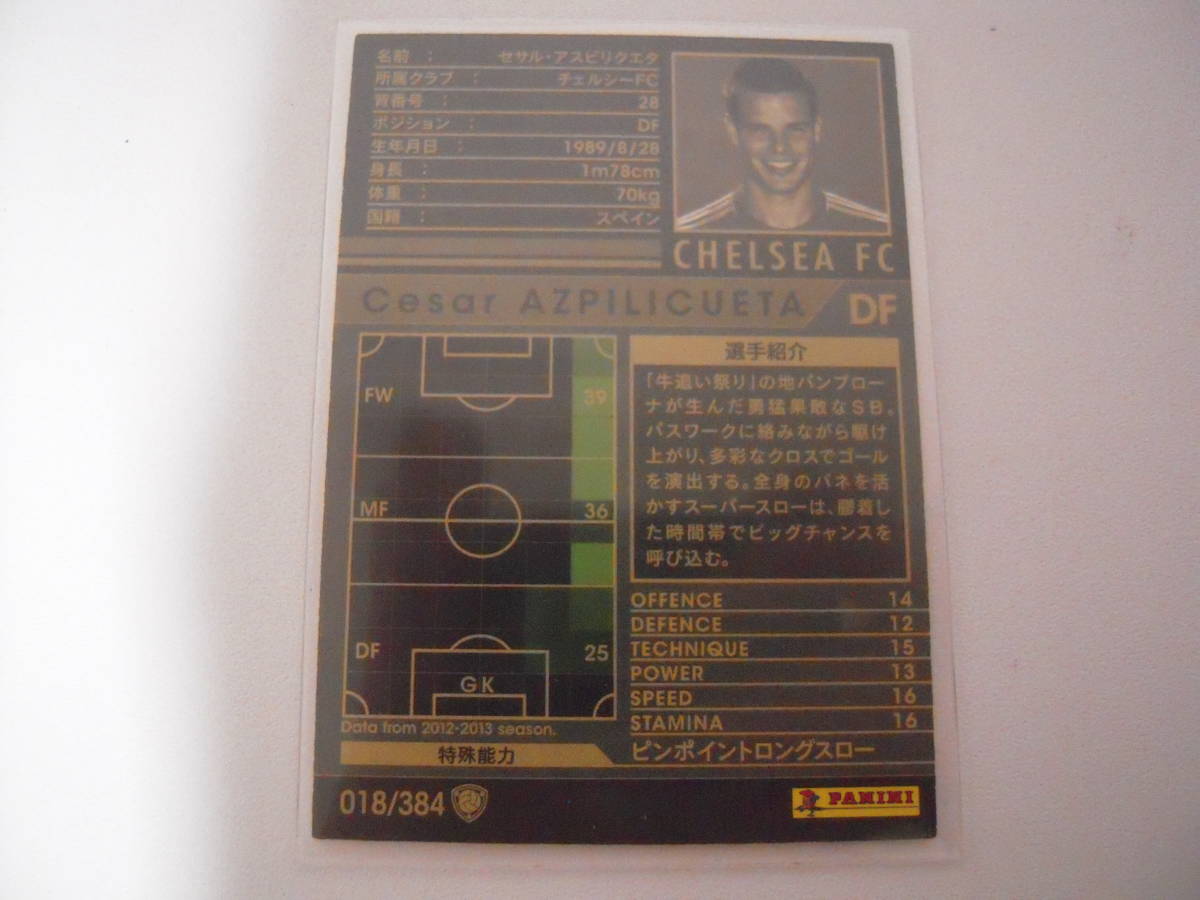 名前 : セサル・アスピリクエタ
所属クラブ : チェルシーFC
背番号 : 28
ポジション : DF
生年月日 : 1989/8/28
身長 : 1m78cm
体重 : 70kg
国籍 : スペイン
CHELSEA FC
Cesar AZPILICUETA
DF
FW 39
MF 36
DF 25
GK
Data from 2012-2013 season.
選手紹介
「牛追い祭り」の地パンプロー
ナが生んだ勇猛果敢なSB。
パスワークに絡みながら駆け
上がり、多彩なクロスでゴール
を演出する。全身のバネを活
かすスーパースローは、膠着し
た時間帯でビッグチャンスを
呼び込む。
OFFENCE 14
DEFENCE 12
TECHNIQUE 15
POWER 13
SPEED 16
STAMINA 16
特殊能力 ピンポイントロングスロー
018/384
PANINI